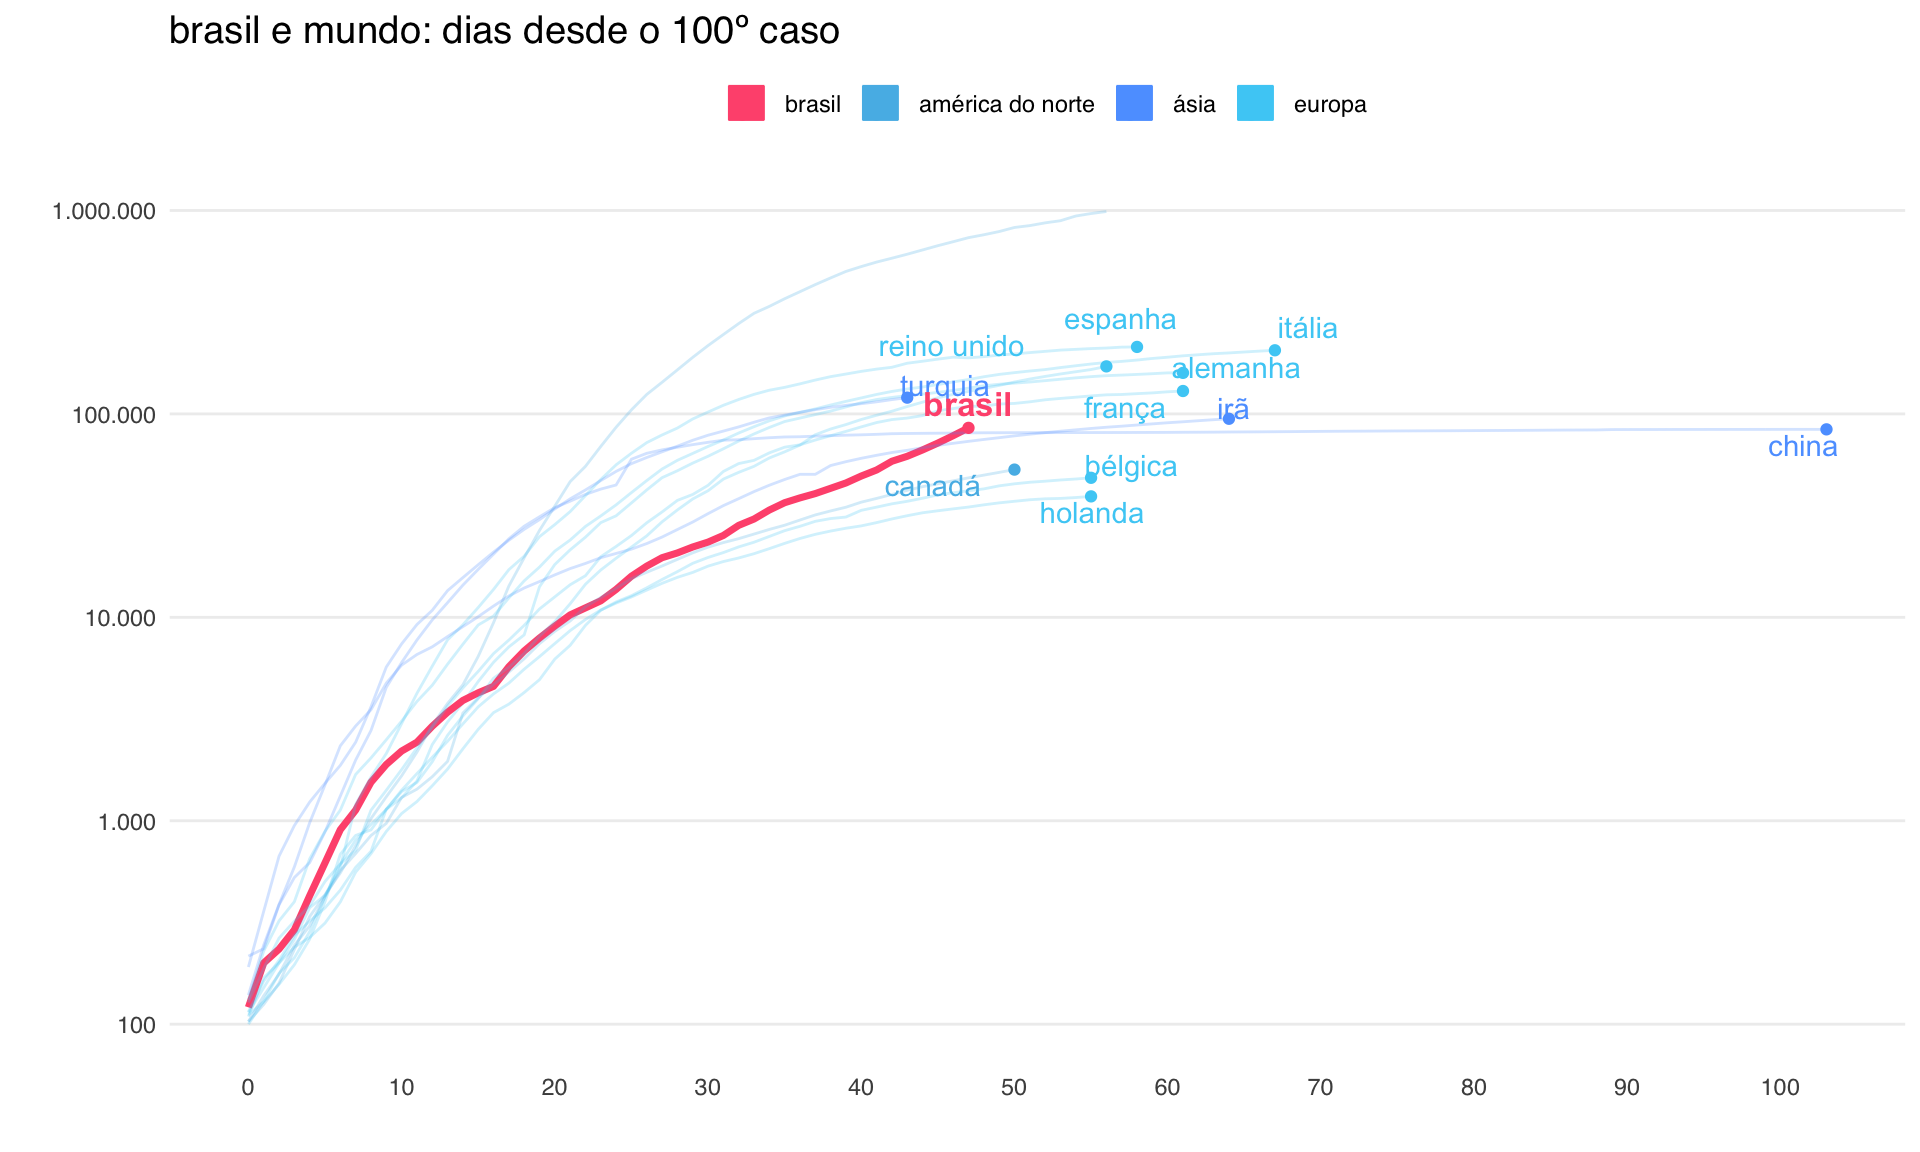 brasil e mundo: dias desde o 100º caso
brasil
américa do norte
ásia
europa
1.000.000
100.000
10.000
1.000
100
espanha
itália
reino unido
alemanha
turquia
brasil
frança
irã
china
bélgica
canadá
holanda
0 10 20 30 40 50 60 70 80 90 100